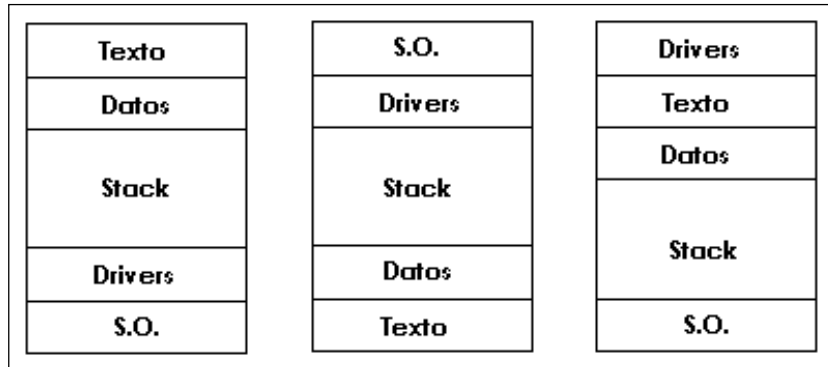 Texto
Datos
Stack
Drivers
S.O.
S.O.
Drivers
Stack
Datos
Texto
Drivers
Texto
Datos
Stack
S.O.